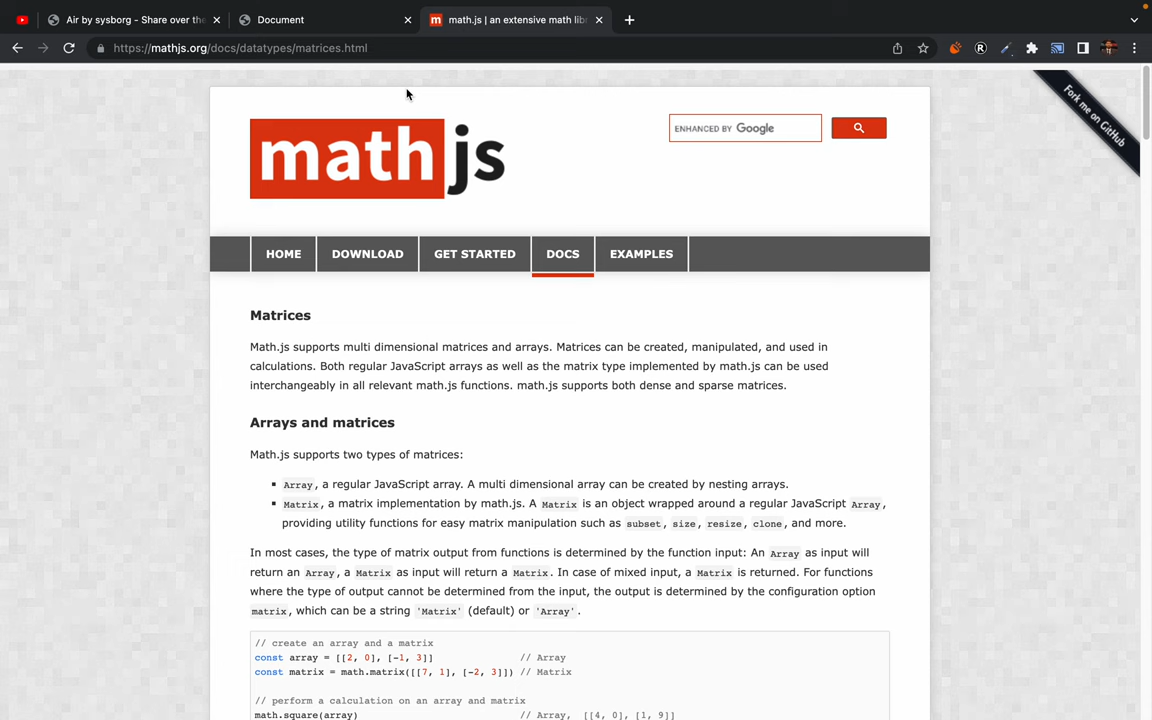 Air by sysborg - Share over the
Document
math.js | an extensive math lib
https://mathjs.org/docs/datatypes/matrices.html
Fork me on GitHub
mathjs
ENHANCED BY Google
HOME
DOWNLOAD
GET STARTED
DOCS
EXAMPLES
Matrices
Math.js supports multi dimensional matrices and arrays. Matrices can be created, manipulated, and used in
calculations. Both regular JavaScript arrays as well as the matrix type implemented by math.js can be used
interchangeably in all relevant math.js functions. math.js supports both dense and sparse matrices.
Arrays and matrices
Math.js supports two types of matrices:
Array, a regular JavaScript array. A multi dimensional array can be created by nesting arrays.
Matrix, a matrix implementation by math.js. A Matrix is an object wrapped around a regular JavaScript Array,
providing utility functions for easy matrix manipulation such as subset, size, resize, clone, and more.
In most cases, the type of matrix output from functions is determined by the function input: An Array as input will
return an Array, a Matrix as input will return a Matrix. In case of mixed input, a Matrix is returned. For functions
where the type of output cannot be determined from the input, the output is determined by the configuration option
matrix, which can be a string 'Matrix' (default) or 'Array'.
// create an array and a matrix
const array = [[2, 0], [-1, 3]] // Array
const matrix = math.matrix([[7, 1], [-2, 3]]) // Matrix
// perform a calculation on an array and matrix
math.square(array) // Array, [[4, 0], [1, 9]]